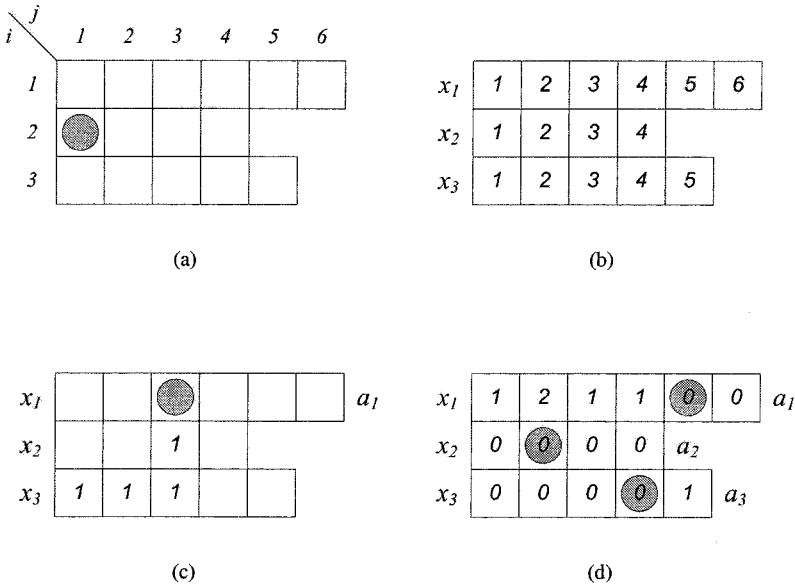 j
i 1 2 3 4 5 6
1
2
3
(a)
x1 1 2 3 4 5 6
x2 1 2 3 4
x3 1 2 3 4 5
(b)
x1 a1
x2 1
x3 1 1 1
(c)
x1 1 2 1 1 0 0 a1
x2 0 0 0 0 a2
x3 0 0 0 0 1 a3
(d)